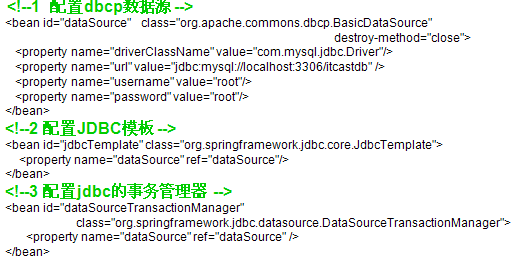 <!--1 配置dbcp数据源 -->
<bean id="dataSource" class="org.apache.commons.dbcp.BasicDataSource"
destroy-method="close">
<property name="driverClassName" value="com.mysql.jdbc.Driver"/>
<property name="url" value="jdbc:mysql://localhost:3306/itcastdb" />
<property name="username" value="root"/>
<property name="password" value="root"/>
</bean>
<!--2 配置JDBC模板 -->
<bean id="jdbcTemplate" class="org.springframework.jdbc.core.JdbcTemplate">
<property name="dataSource" ref="dataSource"/>
</bean>
<!--3 配置jdbc的事务管理器 -->
<bean id="dataSourceTransactionManager"
class="org.springframework.jdbc.datasource.DataSourceTransactionManager">
<property name="dataSource" ref="dataSource" />
</bean>